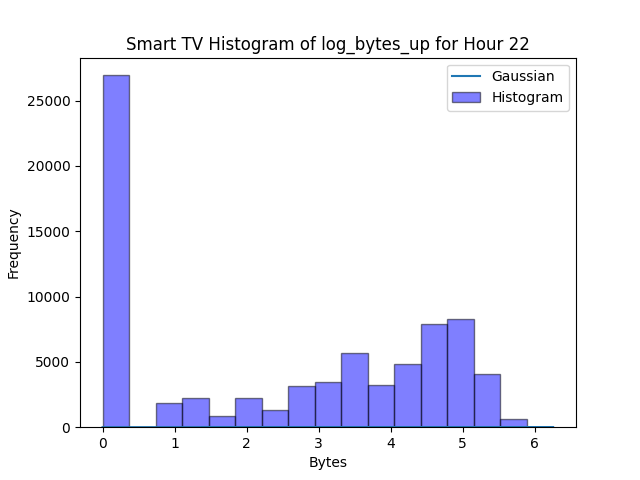 Smart TV Histogram of log_bytes_up for Hour 22
Gaussian
Histogram
25000
20000
15000
10000
5000
0
Frequency
0 1 2 3 4 5 6
Bytes